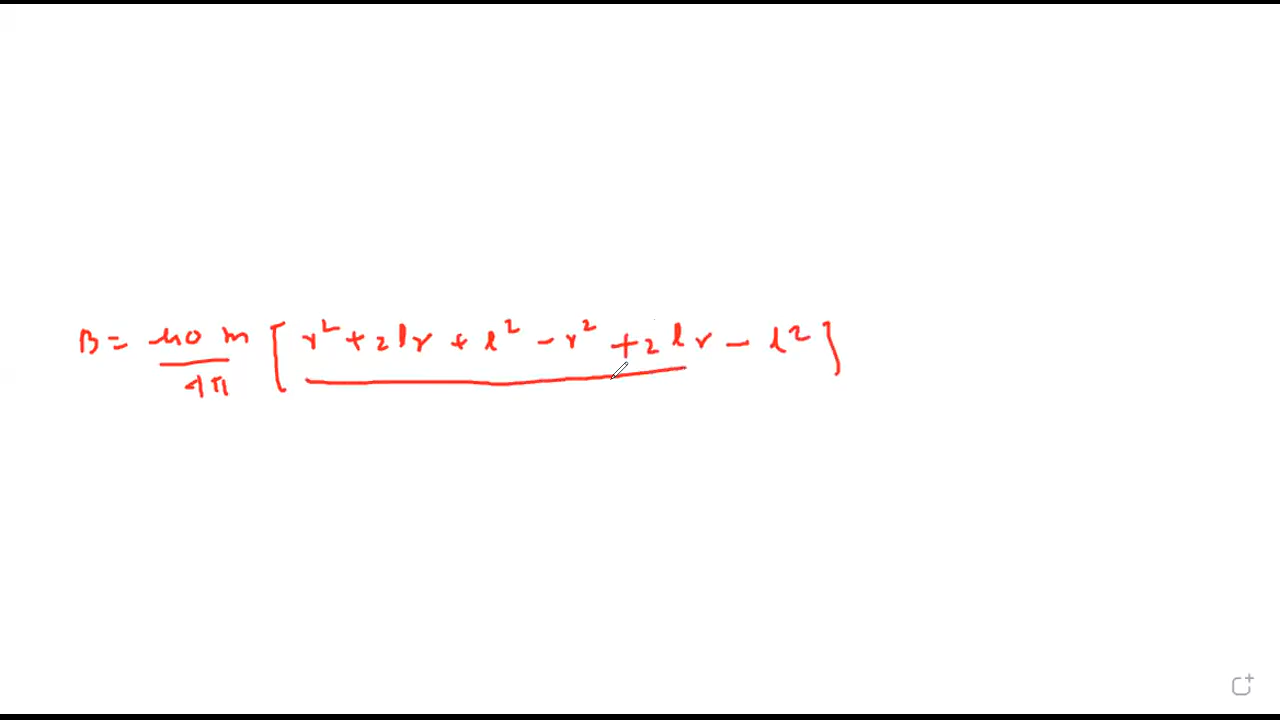 B = μ0 m / 4π [ r² + 2lr + l² - r² + 2lr - l² ]